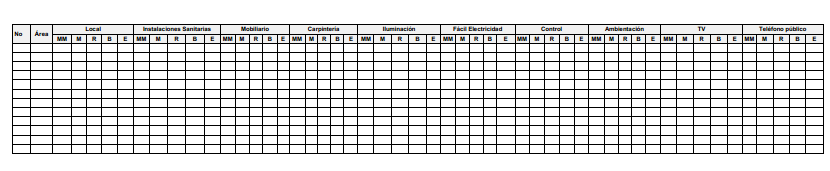 No Área Local Instalaciones Sanitarias Mobiliario Carpintería Iluminación Fácil Electricidad Control Ambientación TV Teléfono público
MM M R B E MM M R B E MM M R B E MM M R B E MM M R B E MM M R B E MM M R B E MM M R B E MM M R B E MM M R B E